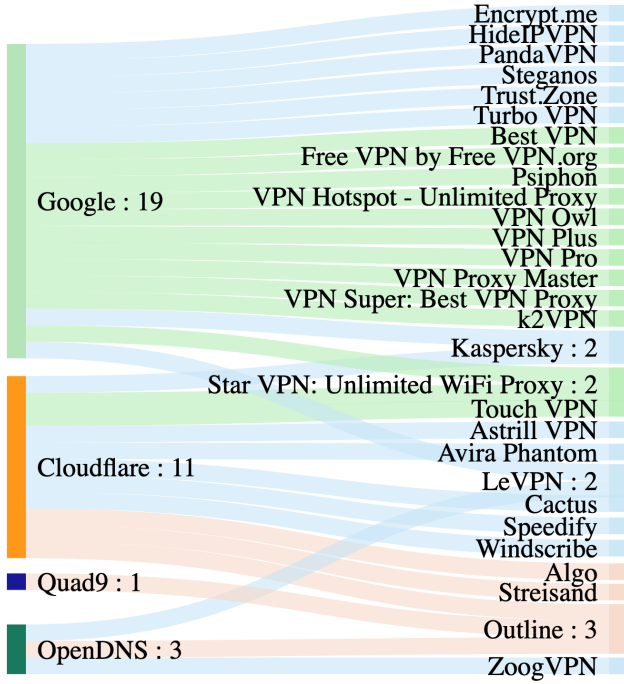 Google : 19
Cloudflare : 11
Quad9 : 1
OpenDNS : 3
Encrypt.me
HideIPVPN
PandaVPN
Steganos
Trust.Zone
Turbo VPN
Best VPN
Free VPN by Free VPN.org
Psiphon
VPN Hotspot - Unlimited Proxy
VPN Owl
VPN Plus
VPN Pro
VPN Proxy Master
VPN Super: Best VPN Proxy
k2VPN
Kaspersky : 2
Star VPN: Unlimited WiFi Proxy : 2
Touch VPN
Astrill VPN
Avira Phantom
LeVPN : 2
Cactus
Speedify
Windscribe
Algo
Streisand
Outline : 3
ZoogVPN